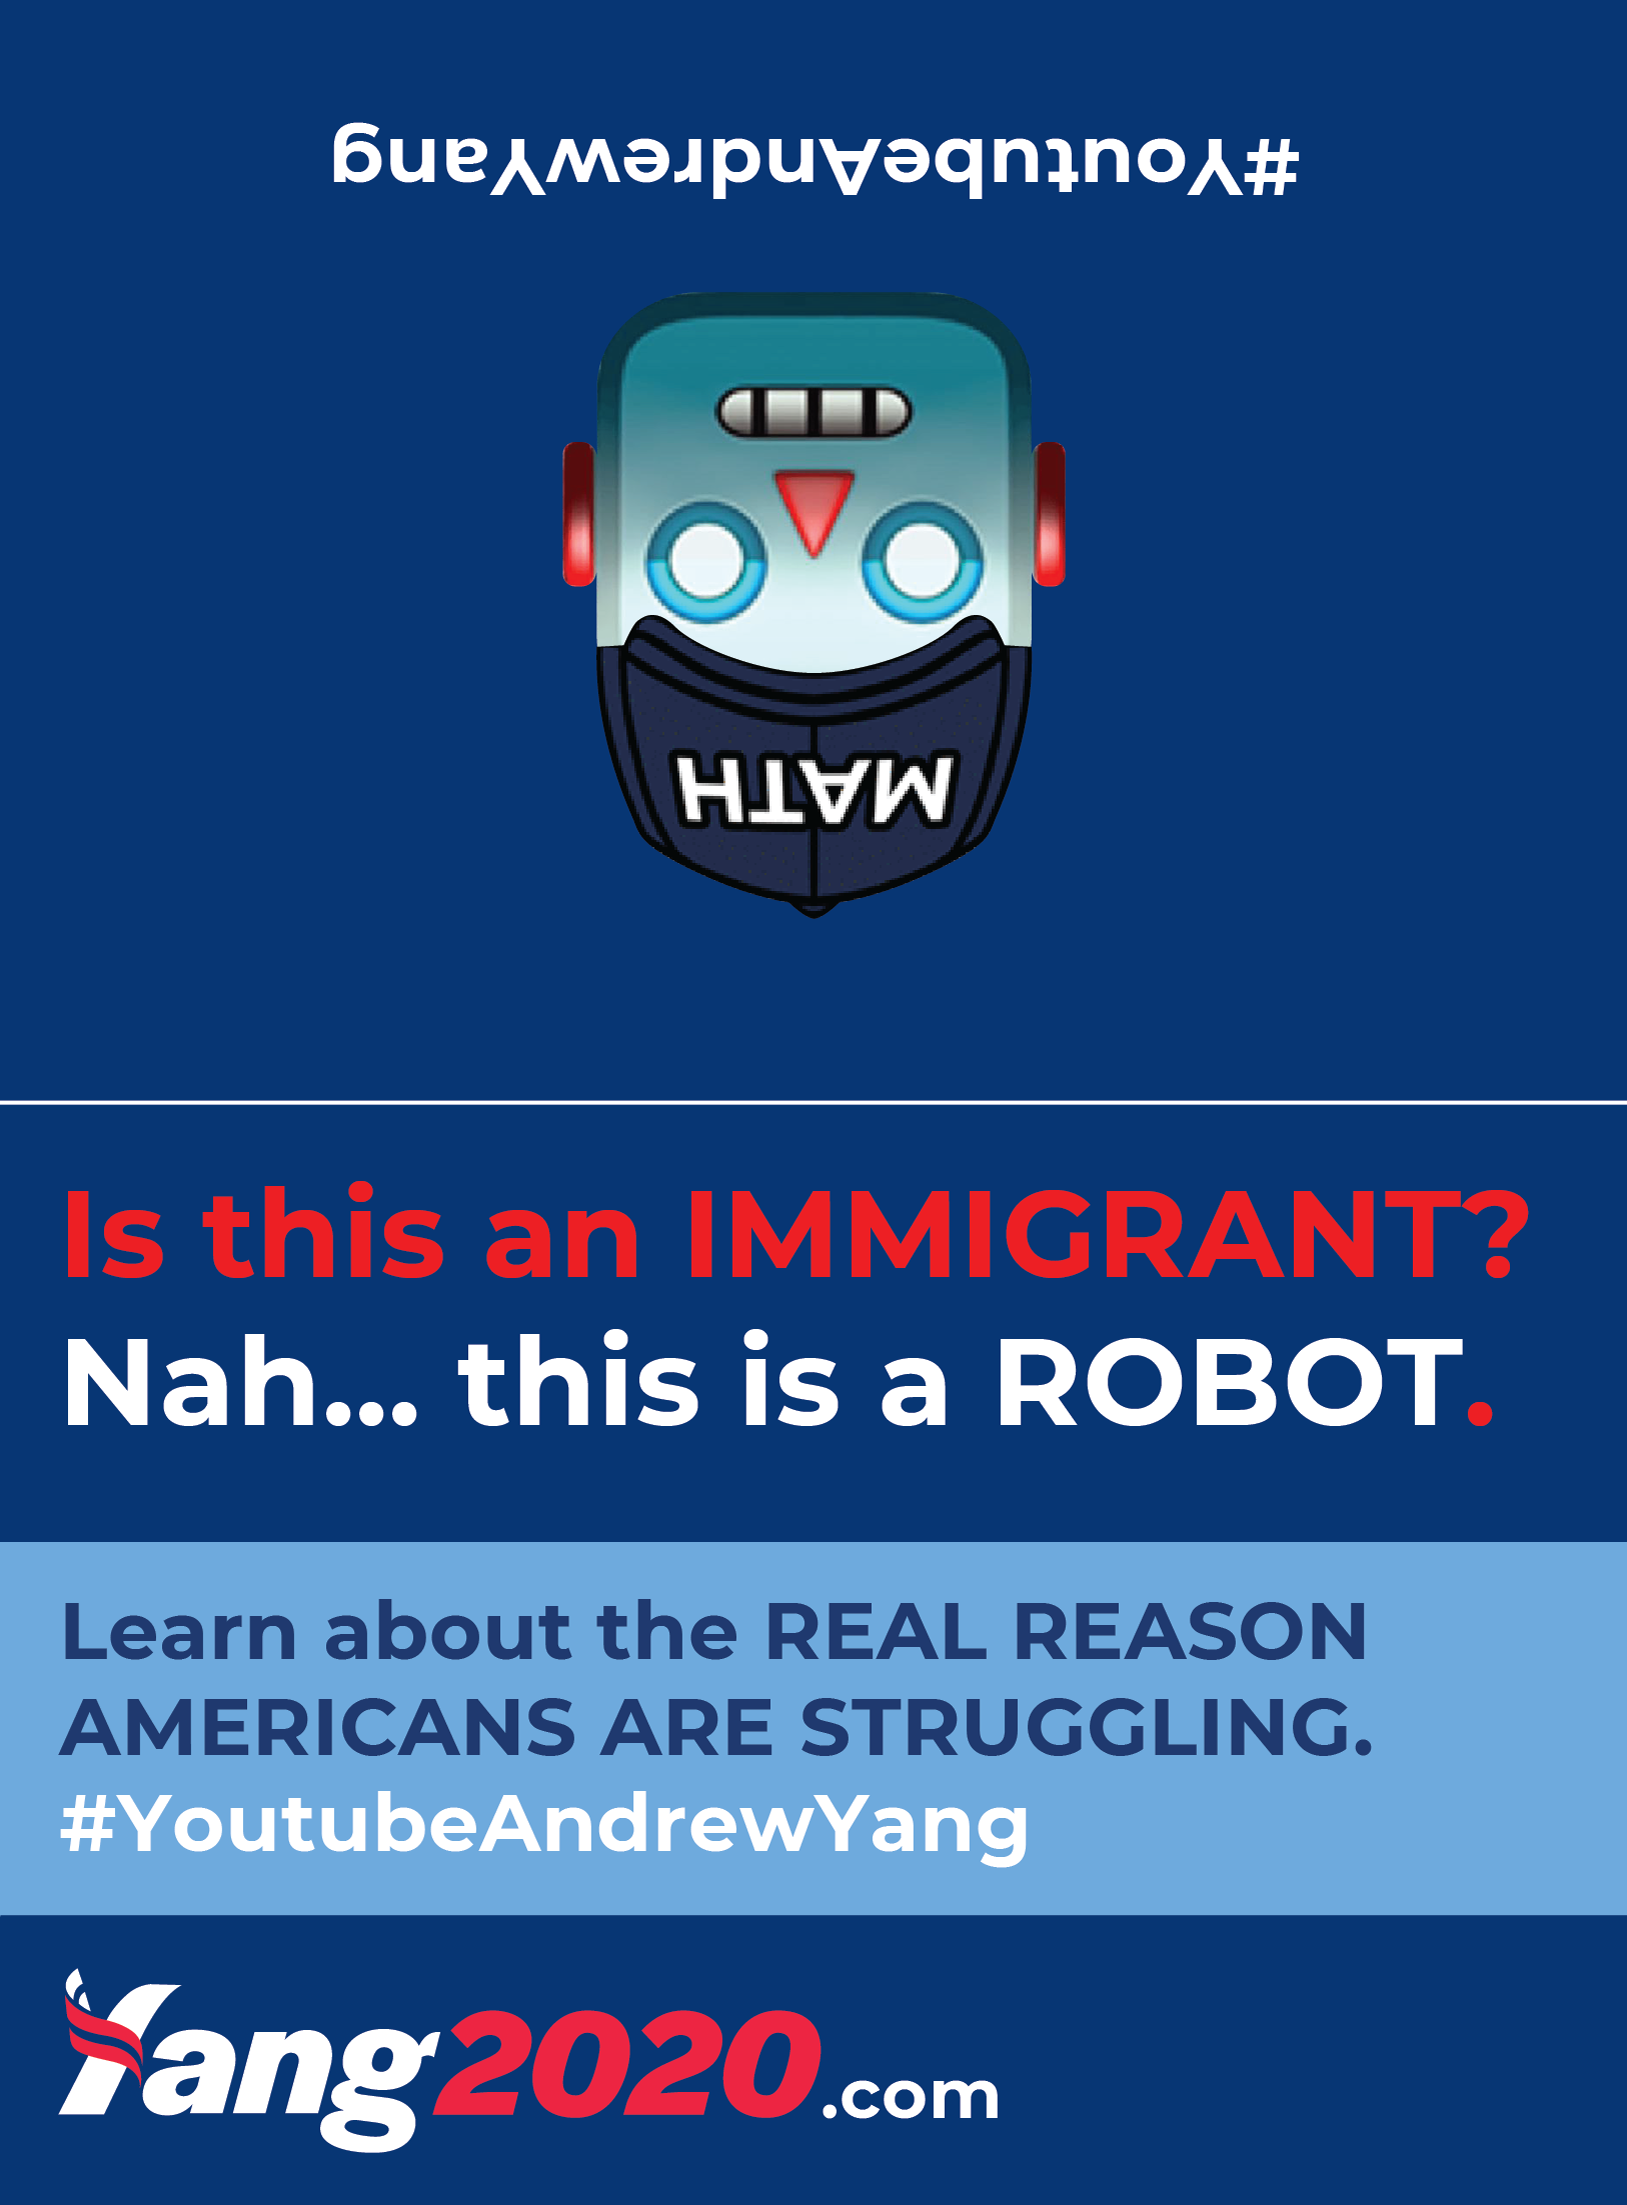 #YoutubeAndrewYang
MATH
Is this an IMMIGRANT?
Nah... this is a ROBOT.
Learn about the REAL REASON
AMERICANS ARE STRUGGLING.
#YoutubeAndrewYang
Yang2020.com